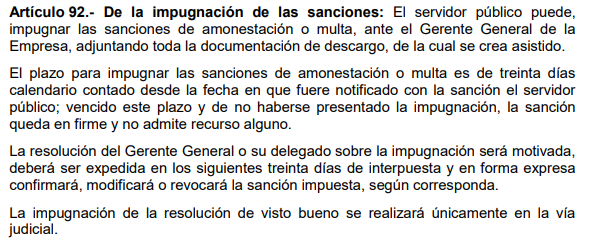 Artículo 92.- De la impugnación de las sanciones: El servidor público puede,
impugnar las sanciones de amonestación o multa, ante el Gerente General de la
Empresa, adjuntando toda la documentación de descargo, de la cual se crea asistido.
El plazo para impugnar las sanciones de amonestación o multa es de treinta días
calendario contado desde la fecha en que fuere notificado con la sanción el servidor
público; vencido este plazo y de no haberse presentado la impugnación, la sanción
queda en firme y no admite recurso alguno.
La resolución del Gerente General o su delegado sobre la impugnación será motivada,
deberá ser expedida en los siguientes treinta días de interpuesta y en forma expresa
confirmará, modificará o revocará la sanción impuesta, según corresponda.
La impugnación de la resolución de visto bueno se realizará únicamente en la vía
judicial.